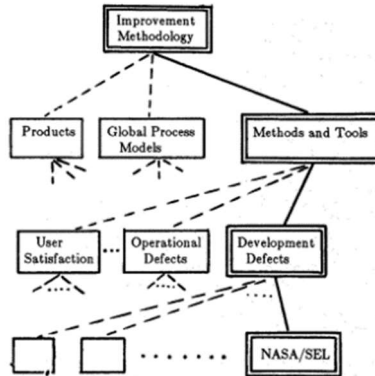 Improvement
Methodology
Products
Global Process
Models
Methods and Tools
User
Satisfaction
Operational
Defects
Development
Defects
NASA/SEL